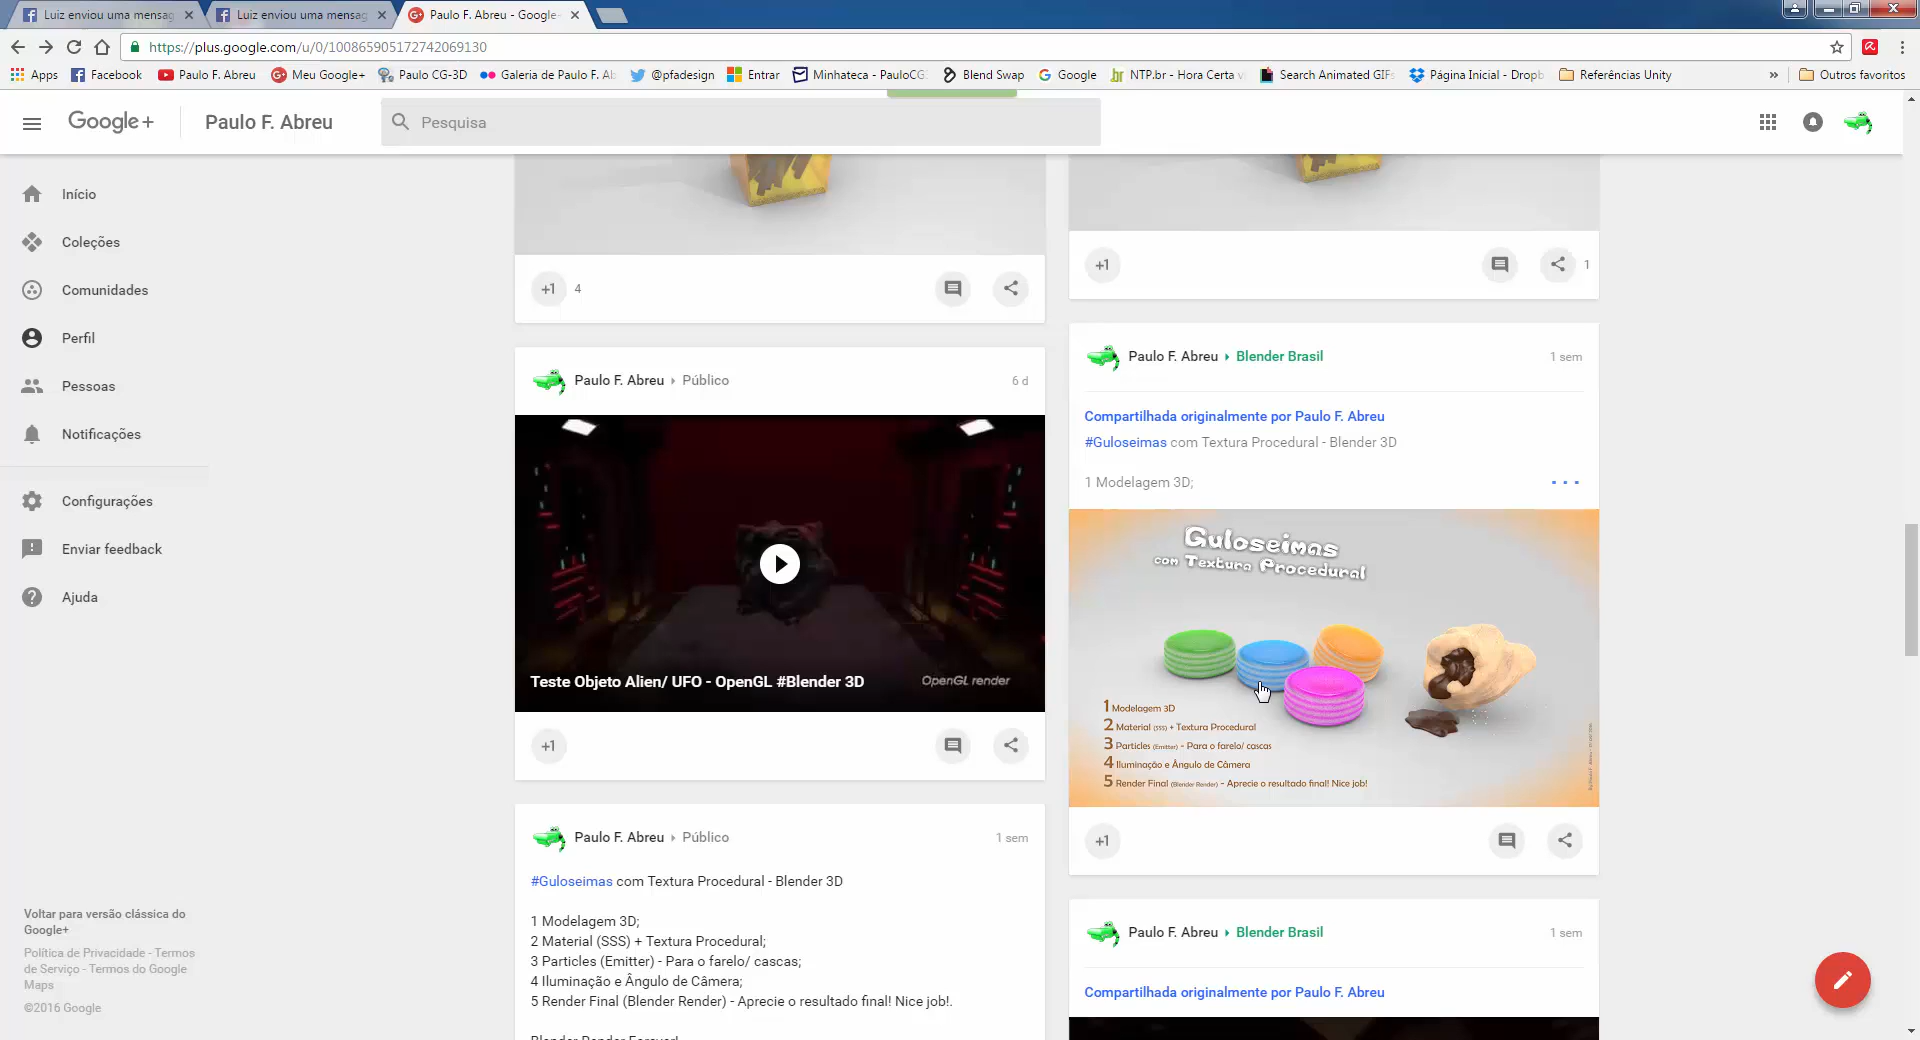 Luiz enviou uma mensag
Luiz enviou uma mensag
Paulo F. Abreu - Google+
https://plus.google.com/u/0/100865905172742069130
Apps
Facebook
Paulo F. Abreu
Meu Google+
Paulo CG-3D
Galeria de Paulo F. Ab
@pfadesign
Entrar
Minhateca - PauloCG
Blend Swap
Google
NTP.br - Hora Certa v
Search Animated GIFs
Página Inicial - Dropb
Referências Unity
»
Outros favoritos
Google+
Paulo F. Abreu
Pesquisa
Início
Coleções
Comunidades
Perfil
Pessoas
Notificações
Configurações
Enviar feedback
Ajuda
Voltar para versão clássica do
Google+
Política de Privacidade - Termos
de Serviço - Termos do Google
Maps
©2016 Google
+1 4
Paulo F. Abreu Público 6 d
OpenGL render
Teste Objeto Alien/ UFO - OpenGL #Blender 3D
+1
Paulo F. Abreu Público 1 sem
#Guloseimas com Textura Procedural - Blender 3D
1 Modelagem 3D;
2 Material (SSS) + Textura Procedural;
3 Particles (Emitter) - Para o farelo/ cascas;
4 Iluminação e Ângulo de Câmera;
5 Render Final (Blender Render) - Aprecie o resultado final! Nice job!.
Blender Render Forever!
+1 1
Paulo F. Abreu Blender Brasil 1 sem
Compartilhada originalmente por Paulo F. Abreu
#Guloseimas com Textura Procedural - Blender 3D
1 Modelagem 3D;
Guloseimas
com Textura Procedural
1 Modelagem 3D
2 Material (SSS) + Textura Procedural
3 Particles (Emitter) - Para o farelo/ cascas
4 Iluminação e Ângulo de Câmera
5 Render Final (Blender Render) - Aprecie o resultado final! Nice job!
+1
Paulo F. Abreu Blender Brasil 1 sem
Compartilhada originalmente por Paulo F. Abreu